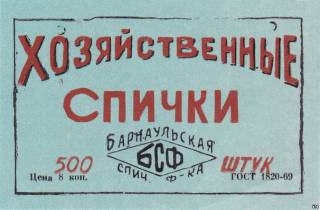 ХОЗЯЙСТВЕННЫЕ
СПИЧКИ
БАРНАУЛЬСКАЯ
БСФ
СПИЧ. Ф-КА
500 ШТУК
Цена 8 коп. ГОСТ 1820-69